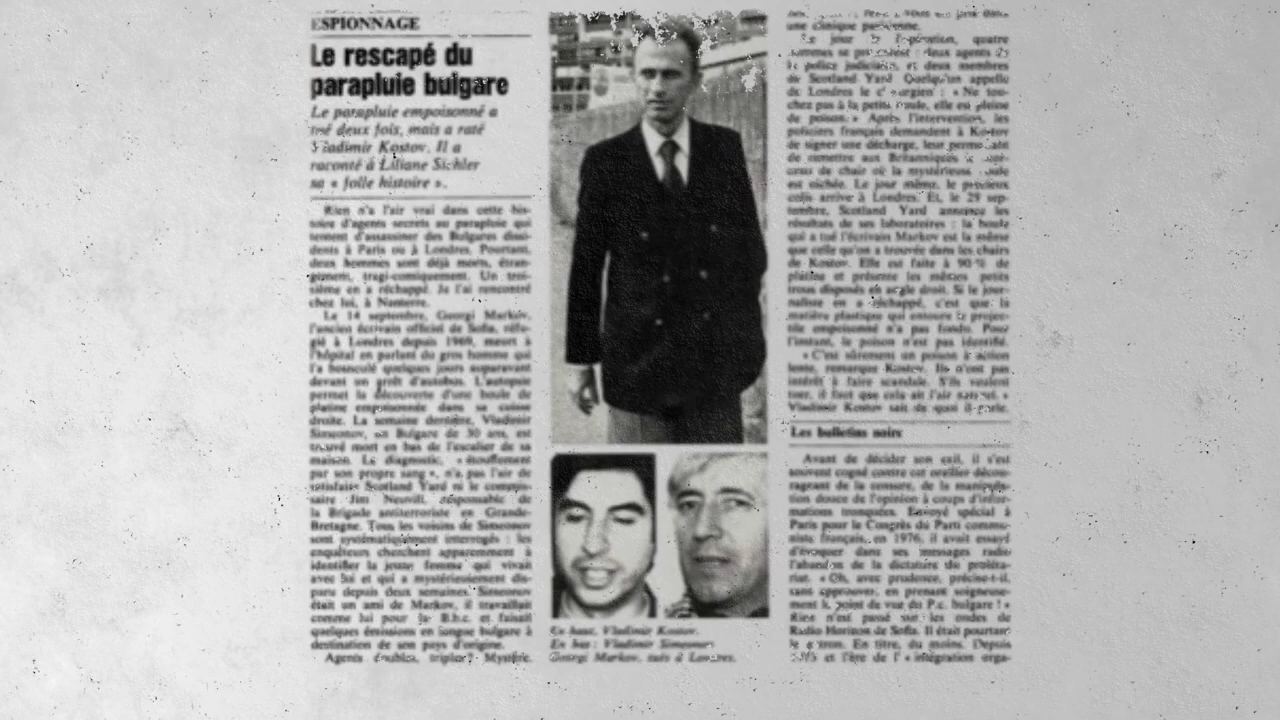 ESPIONNAGE
Le rescapé du
parapluie bulgare
Le parapluie empoisonné a
tué deux fois, mais a raté
Vladimir Kostov. Il a
raconté à Liliane Sichler
sa « folle histoire ».
Rien n'a l'air vrai dans cette his-
toire d'agents secrets au parapluie qui
tentent d'assassiner des Bulgares dissi-
dents à Paris ou à Londres. Pourtant,
deux hommes sont déjà morts, étran-
gement, tragi-comiquement. Un troi-
sième en a réchappé. Je l'ai rencontré
chez lui, à Nanterre.
Le 14 septembre, Georgi Markov,
l'ancien écrivain officiel de Sofia, réfu-
gié à Londres depuis 1969, meurt à
l'hôpital en parlant du gros homme qui
l'a bousculé quelques jours auparavant
devant un arrêt d'autobus. L'autopsie
permet la découverte d'une boule de
platine empoisonnée dans sa cuisse
droite. La semaine dernière, Vladimir
Simeonov, un Bulgare de 30 ans, est
trouvé mort en bas de l'escalier de sa
maison. Le diagnostic, « étouffement
par son propre sang », n'a pas l'air de
satisfaire Scotland Yard ni le commis-
saire Jim Neuvill, responsable de
la Brigade antiterroriste en Grande-
Bretagne. Tous les voisins de Simeonov
sont systématiquement interrogés : les
enquêteurs cherchent apparemment à
identifier la jeune femme qui vivait
avec lui et qui a mystérieusement dis-
paru depuis deux semaines. Simeonov
était un ami de Markov, il travaillait
comme lui pour la B.b.c. et faisait
quelques émissions en langue bulgare à
destination de son pays d'origine.
Agents doubles, triples? Mystère.
En haut, Vladimir Kostov.
En bas : Vladimir Simeonov
Georgi Markov, tués à Londres.
une clinique parisienne.
Le jour de l'opération, quatre
hommes se présentent : deux agents de
la police judiciaire, et deux membres
de Scotland Yard. Quelqu'un appelle
de Londres le chirurgien : « Ne tou-
chez pas à la petite boule, elle est pleine
de poison. » Après l'intervention, les
policiers français demandent à Kostov
de signer une décharge, leur permettant
de remettre aux Britanniques le mor-
ceau de chair où la mystérieuse boule
est nichée. Le jour même, le précieux
colis arrive à Londres. Et, le 29 sep-
tembre, Scotland Yard annonce les
résultats de ses laboratoires : la boule
qui a tué l'écrivain Markov est la même
que celle qu'on a trouvée dans les chairs
de Kostov. Elle est faite à 90 % de
platine et présente les mêmes petits
trous disposés en angle droit. Si le jour-
naliste en a réchappé, c'est que la
matière plastique qui entoure le projec-
tile empoisonné n'a pas fondu. Pour
l'instant, le poison n'est pas identifié.
« C'est sûrement un poison à action
lente, remarque Kostov. Ils n'ont pas
intérêt à faire scandale. S'ils veulent
tuer, il faut que cela ait l'air naturel. »
Vladimir Kostov sait de quoi il parle.
Les bulletins noirs
Avant de décider son exil, il s'est
souvent cogné contre cet oreiller décou-
rageant de la censure, de la manipula-
tion douce de l'opinion à coups d'infor-
mations tronquées. Envoyé spécial à
Paris pour le Congrès du Parti commu-
niste français, en 1976, il avait essayé
d'évoquer dans ses messages radio
l'abandon de la dictature du proléta-
riat. « Oh, avec prudence, précise-t-il,
sans approuver, en prenant soigneuse-
ment le point de vue du P.c. bulgare ! »
Rien n'est passé sur les ondes de
Radio Horizon de Sofia. Il était pourtant
le patron. En titre, du moins. Depuis
et l'ère de l' « intégration orga-